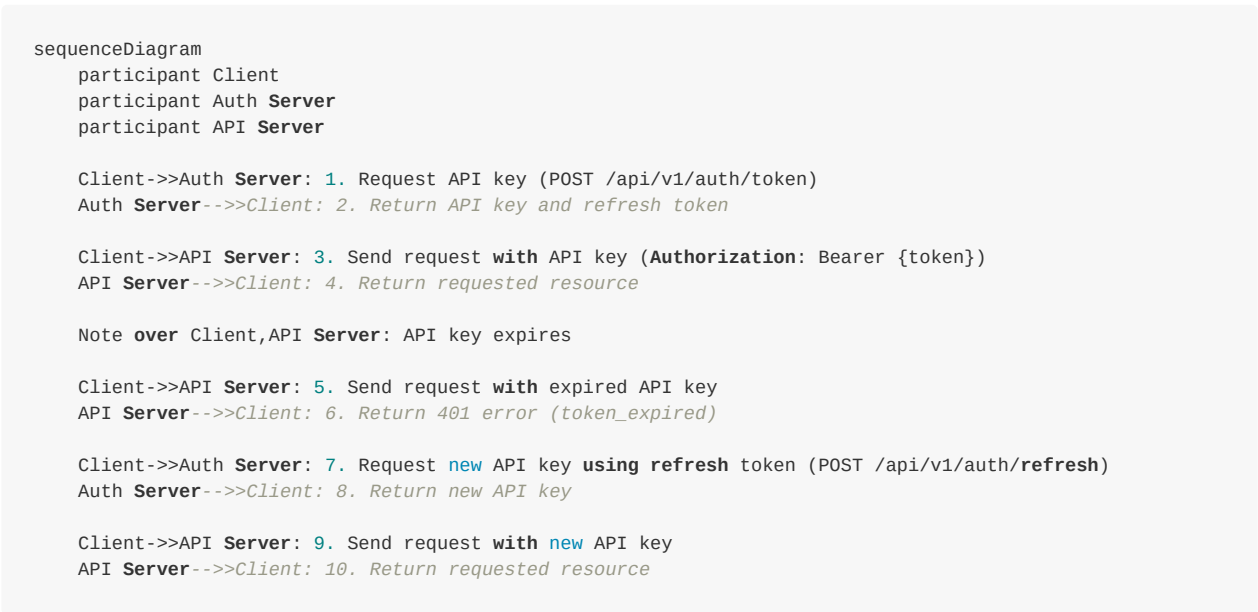 sequenceDiagram
participant Client
participant Auth Server
participant API Server
Client->>Auth Server: 1. Request API key (POST /api/v1/auth/token)
Auth Server-->>Client: 2. Return API key and refresh token
Client->>API Server: 3. Send request with API key (Authorization: Bearer {token})
API Server-->>Client: 4. Return requested resource
Note over Client,API Server: API key expires
Client->>API Server: 5. Send request with expired API key
API Server-->>Client: 6. Return 401 error (token_expired)
Client->>Auth Server: 7. Request new API key using refresh token (POST /api/v1/auth/refresh)
Auth Server-->>Client: 8. Return new API key
Client->>API Server: 9. Send request with new API key
API Server-->>Client: 10. Return requested resource